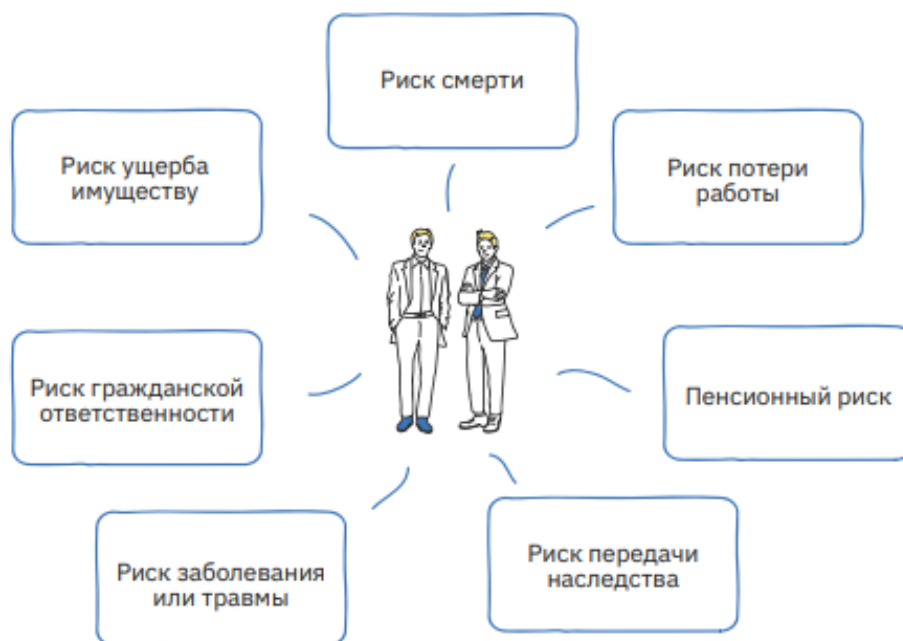 Риск смерти
Риск ущерба
имуществу
Риск потери
работы
Риск гражданской
ответственности
Пенсионный риск
Риск заболевания
или травмы
Риск передачи
наследства